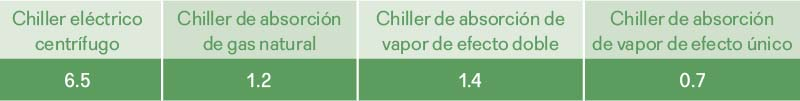 Chiller eléctrico
centrífugo
Chiller de absorción
de gas natural
Chiller de absorción de
vapor de efecto doble
Chiller de absorción
de vapor de efecto único
6.5
1.2
1.4
0.7